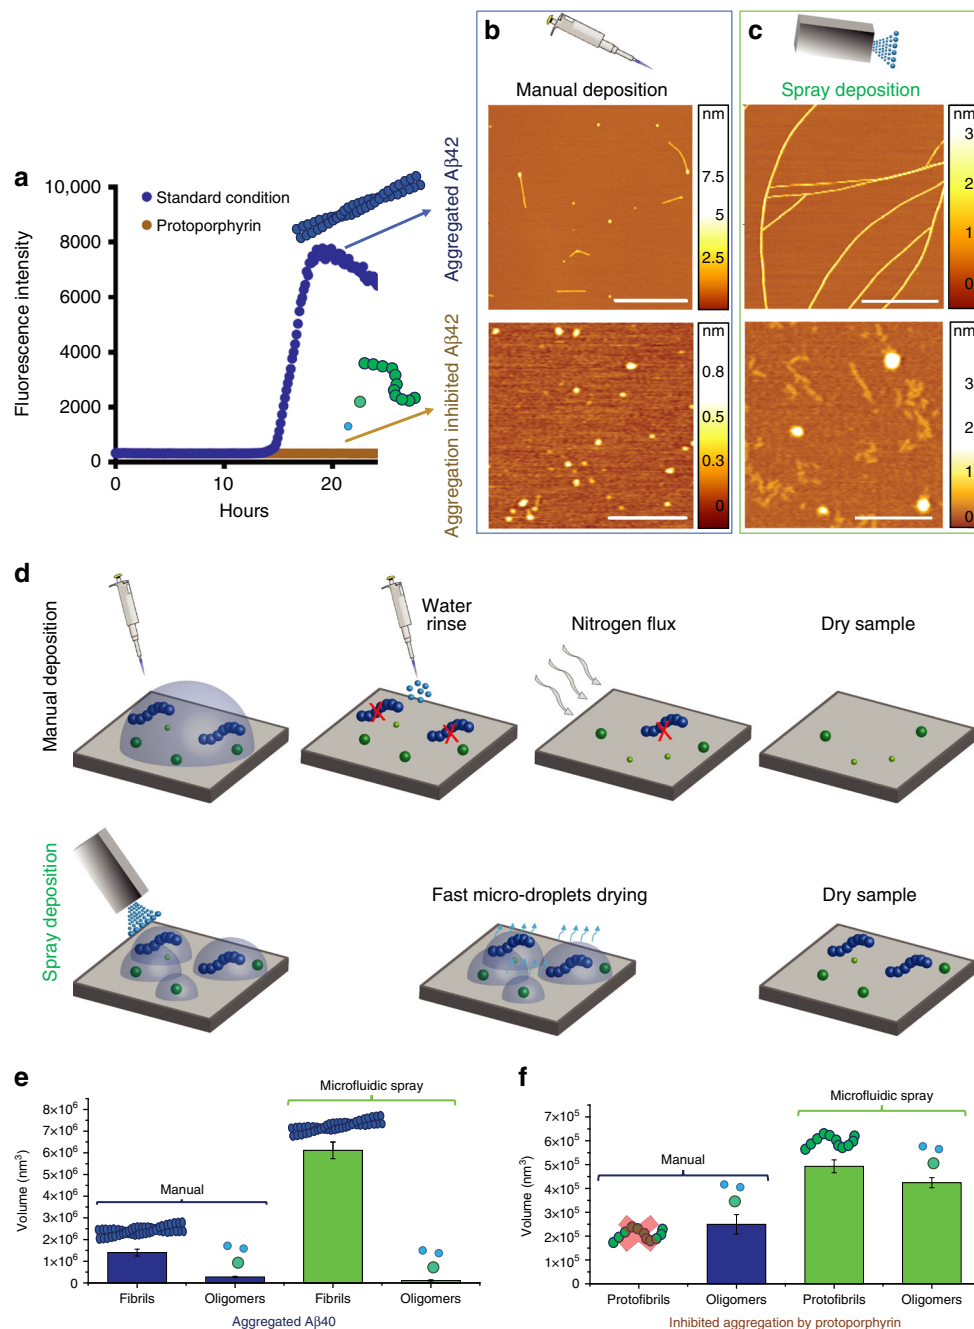 a
10,000
8000
6000
4000
2000
0
0
10
20
Fluorescence intensity
Hours
Standard condition
Protoporphyrin
Aggregated Aβ42
Aggregation inhibited Aβ42
b
Manual deposition
nm
7.5
5
2.5
nm
0.8
0.5
0.3
0
c
Spray deposition
nm
3
2
1
0
nm
3
2
1
0
d
Manual deposition
Water
rinse
Nitrogen flux
Dry sample
Spray deposition
Fast micro-droplets drying
Dry sample
e
Volume (nm³)
8×10⁶
7×10⁶
6×10⁶
5×10⁶
4×10⁶
3×10⁶
2×10⁶
1×10⁶
0
Manual
Microfluidic spray
Fibrils
Oligomers
Fibrils
Oligomers
Aggregated Aβ40
f
Volume (nm³)
7×10⁵
6×10⁵
5×10⁵
4×10⁵
3×10⁵
2×10⁵
1×10⁵
0
Manual
Microfluidic spray
Protofibrils
Oligomers
Protofibrils
Oligomers
Inhibited aggregation by protoporphyrin